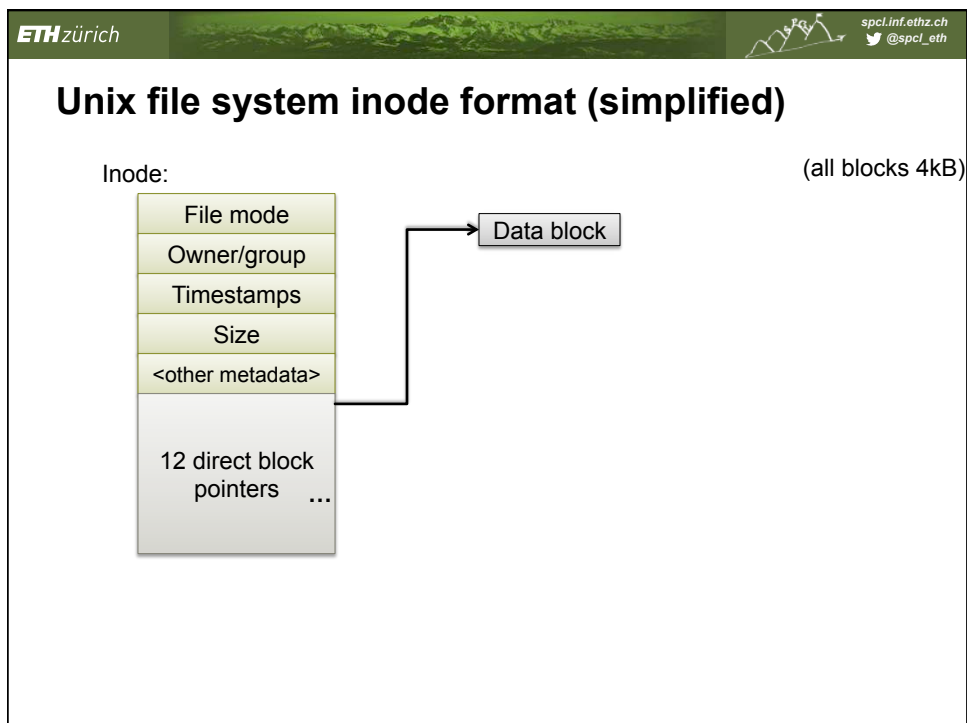 ETH zürich
spcl.inf.ethz.ch
@spcl_eth
Unix file system inode format (simplified)
Inode:
(all blocks 4kB)
File mode
Owner/group
Timestamps
Size
<other metadata>
12 direct block
pointers ...
Data block